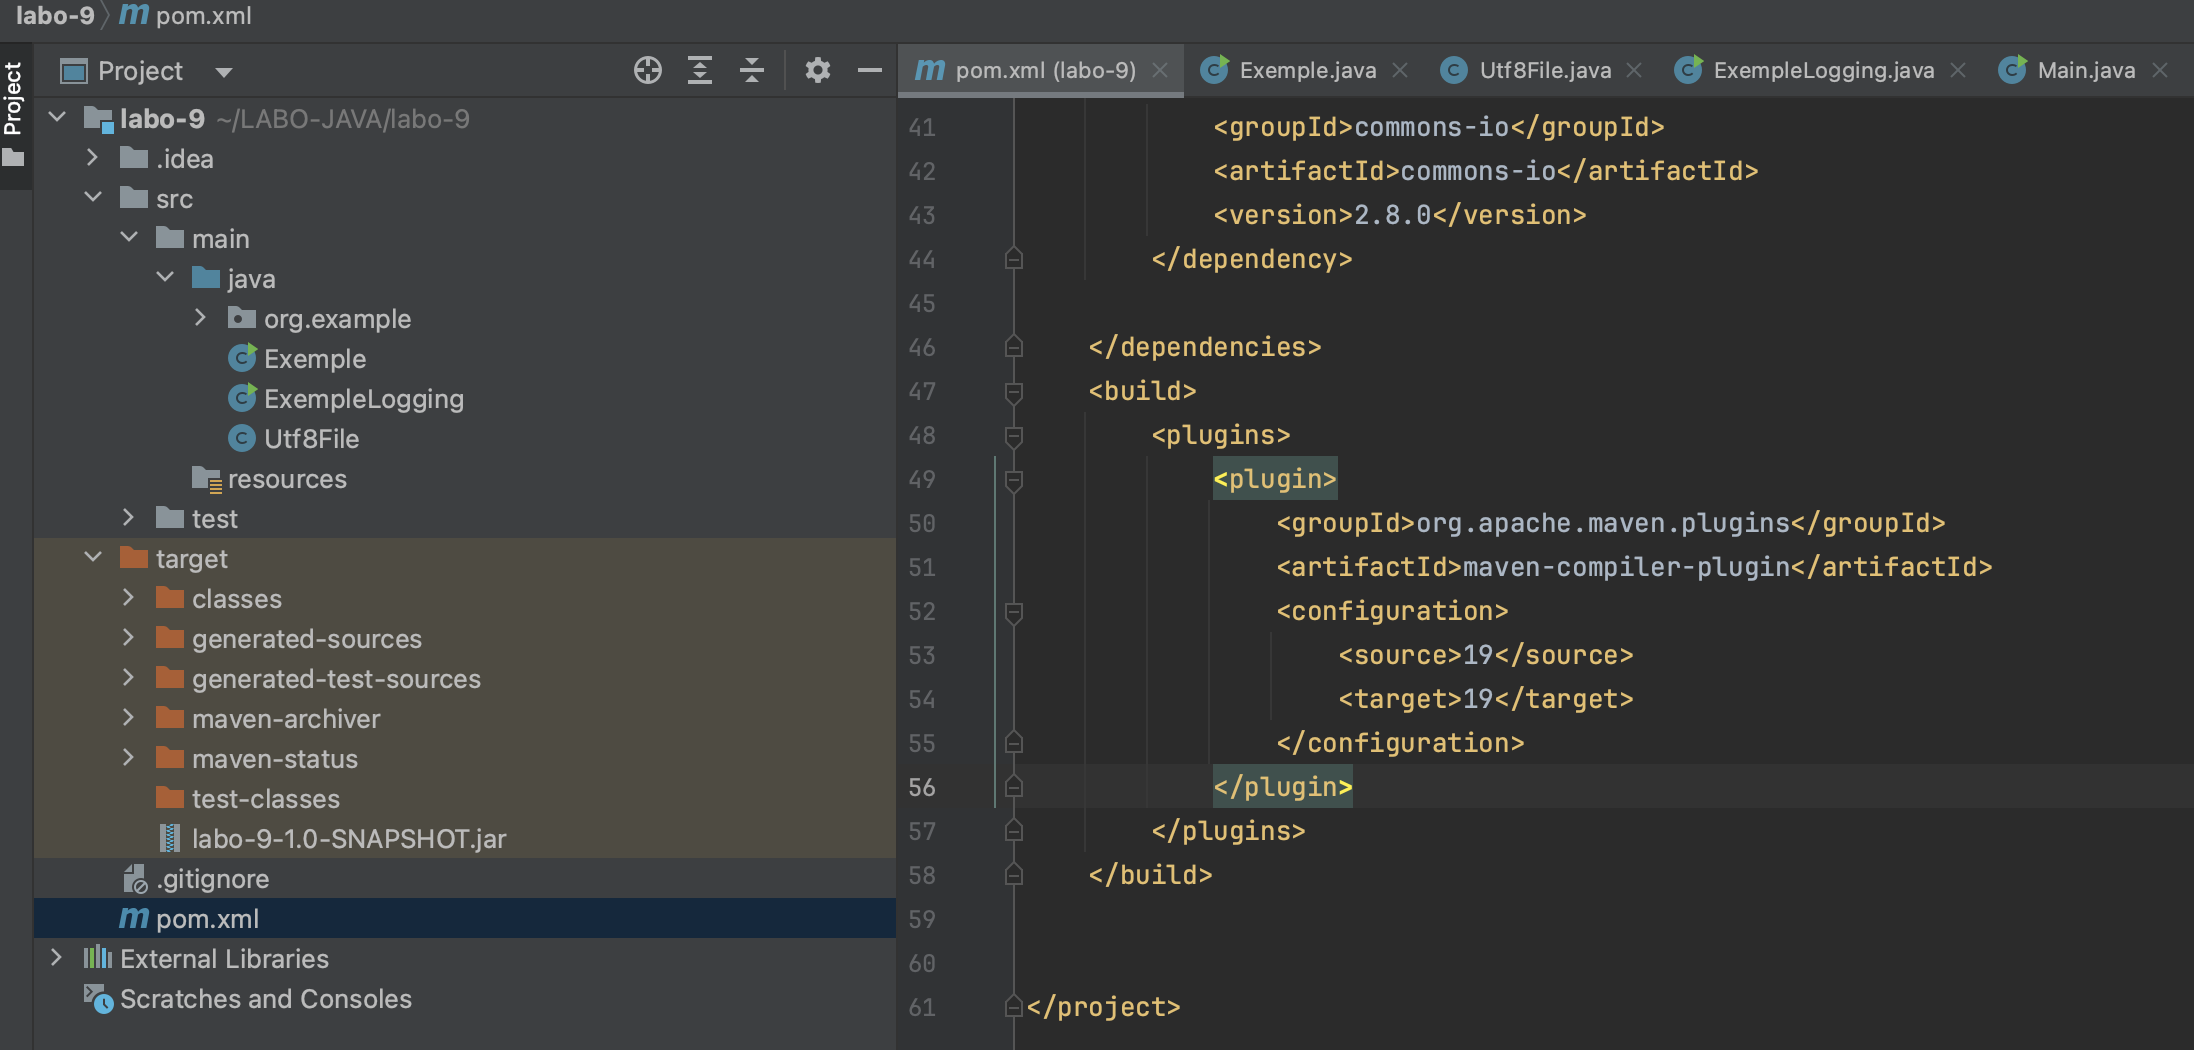 labo-9 pom.xml
Project
Project
labo-9 ~/LABO-JAVA/labo-9
.idea
src
main
java
org.example
Exemple
ExempleLogging
Utf8File
resources
test
target
classes
generated-sources
generated-test-sources
maven-archiver
maven-status
test-classes
labo-9-1.0-SNAPSHOT.jar
.gitignore
pom.xml
External Libraries
Scratches and Consoles
pom.xml (labo-9) Exemple.java Utf8File.java ExempleLogging.java Main.java
41 <groupId>commons-io</groupId>
42 <artifactId>commons-io</artifactId>
43 <version>2.8.0</version>
44 </dependency>
45
46 </dependencies>
47 <build>
48 <plugins>
49 <plugin>
50 <groupId>org.apache.maven.plugins</groupId>
51 <artifactId>maven-compiler-plugin</artifactId>
52 <configuration>
53 <source>19</source>
54 <target>19</target>
55 </configuration>
56 </plugin>
57 </plugins>
58 </build>
59
60
61 </project>